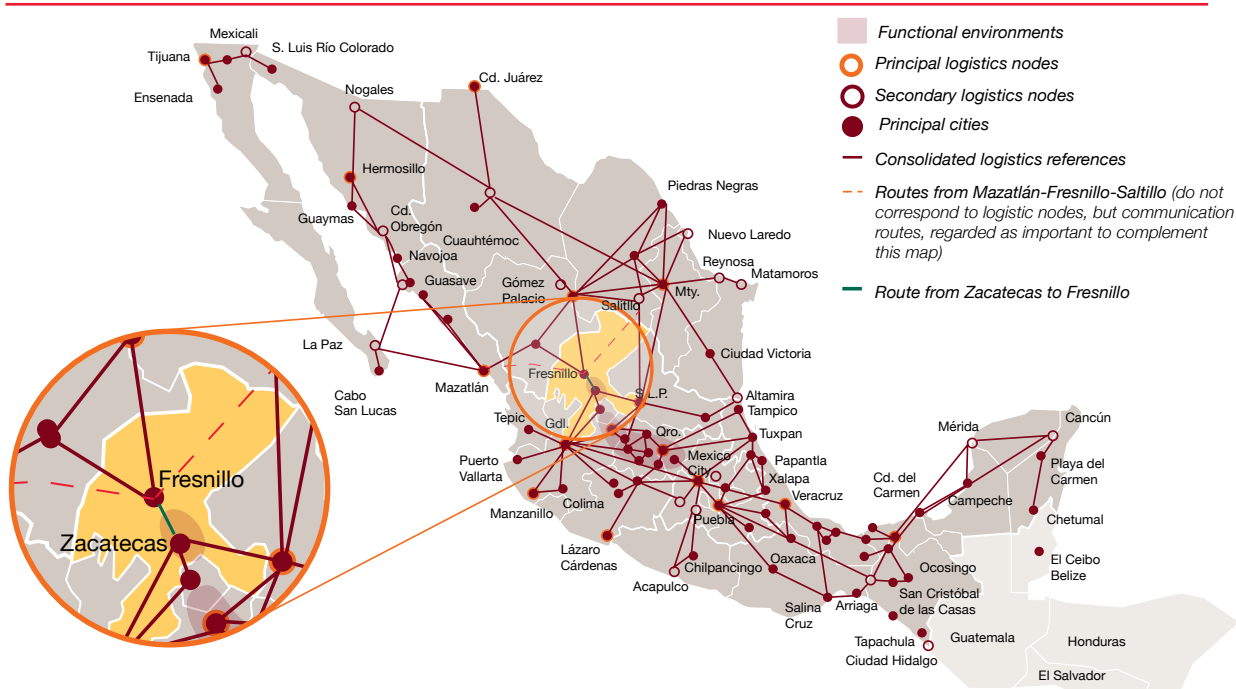 Mexicali
Tijuana
S. Luis Río Colorado
Ensenada
Nogales
Cd. Juárez
Hermosillo
Guaymas
Cd.
Obregón
Cuauhtémoc
Navojoa
Guasave
Piedras Negras
Nuevo Laredo
Reynosa
Matamoros
Gómez
Palacio
Salitllo
Mty.
La Paz
Cabo
San Lucas
Mazatlán
Fresnillo
Ciudad Victoria
S.L.P.
Altamira
Tampico
Tepic
Gdl.
Qro.
Tuxpan
Puerto
Vallarta
Mexico
City
Papantla
Xalapa
Veracruz
Manzanillo
Colima
Puebla
Lázaro
Cárdenas
Acapulco
Chilpancingo
Oaxaca
Salina
Cruz
Arriaga
Mérida
Cancún
Cd. del
Carmen
Campeche
Playa del
Carmen
Chetumal
El Ceibo
Belize
Ocosingo
San Cristóbal
de las Casas
Tapachula
Ciudad Hidalgo
Guatemala
Honduras
El Salvador
Fresnillo
Zacatecas
Functional environments
Principal logistics nodes
Secondary logistics nodes
Principal cities
Consolidated logistics references
Routes from Mazatlán-Fresnillo-Saltillo (do not
correspond to logistic nodes, but communication
routes, regarded as important to complement
this map)
Route from Zacatecas to Fresnillo